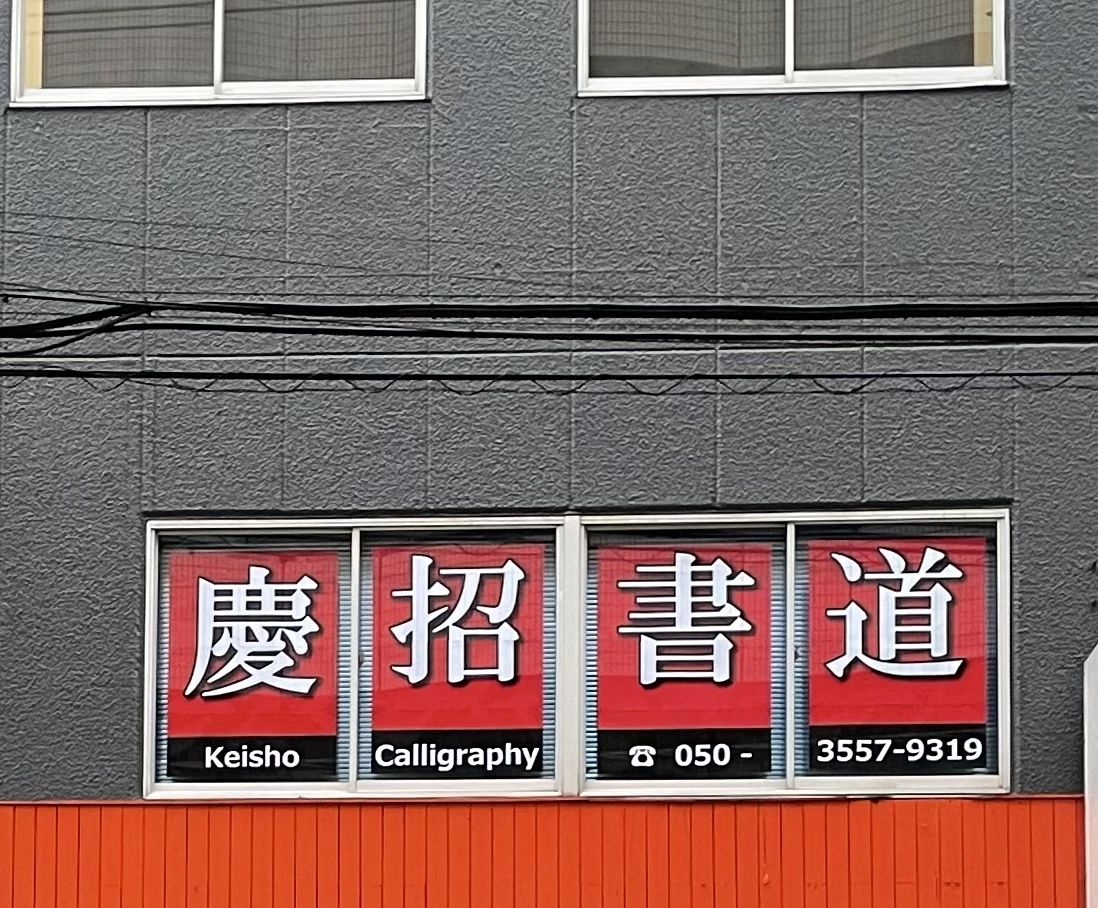 慶招書道
Keisho Calligraphy ☎ 050 - 3557-9319